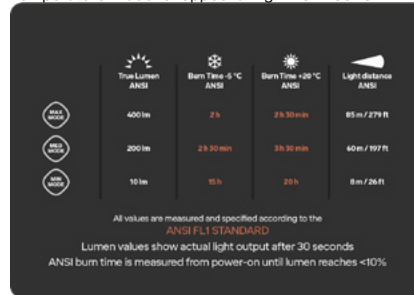 True Lumen Burn Time -5 °C Burn Time +20 °C Light distance
ANSI ANSI ANSI ANSI
MAX MODE 400 lm 2 h 2 h 30 min 85 m / 279 ft
MED MODE 200 lm 2 h 30 min 3 h 30 min 60 m / 197 ft
MIN MODE 10 lm 15 h 20 h 8 m / 26 ft
All values are measured and specified according to the
ANSI FL1 STANDARD
Lumen values show actual light output after 30 seconds
ANSI burn time is measured from power-on until lumen reaches <10%